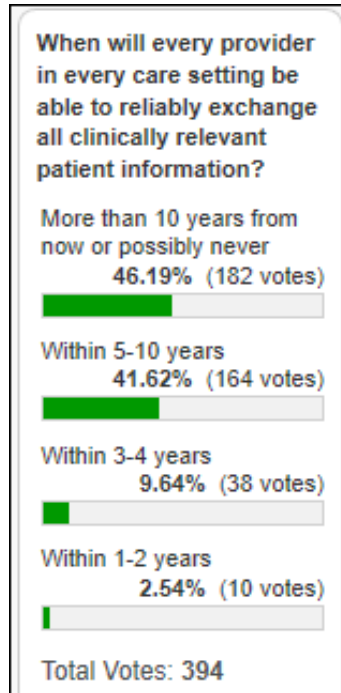 When will every provider
in every care setting be
able to reliably exchange
all clinically relevant
patient information?
More than 10 years from
now or possibly never
46.19% (182 votes)
Within 5-10 years
41.62% (164 votes)
Within 3-4 years
9.64% (38 votes)
Within 1-2 years
2.54% (10 votes)
Total Votes: 394